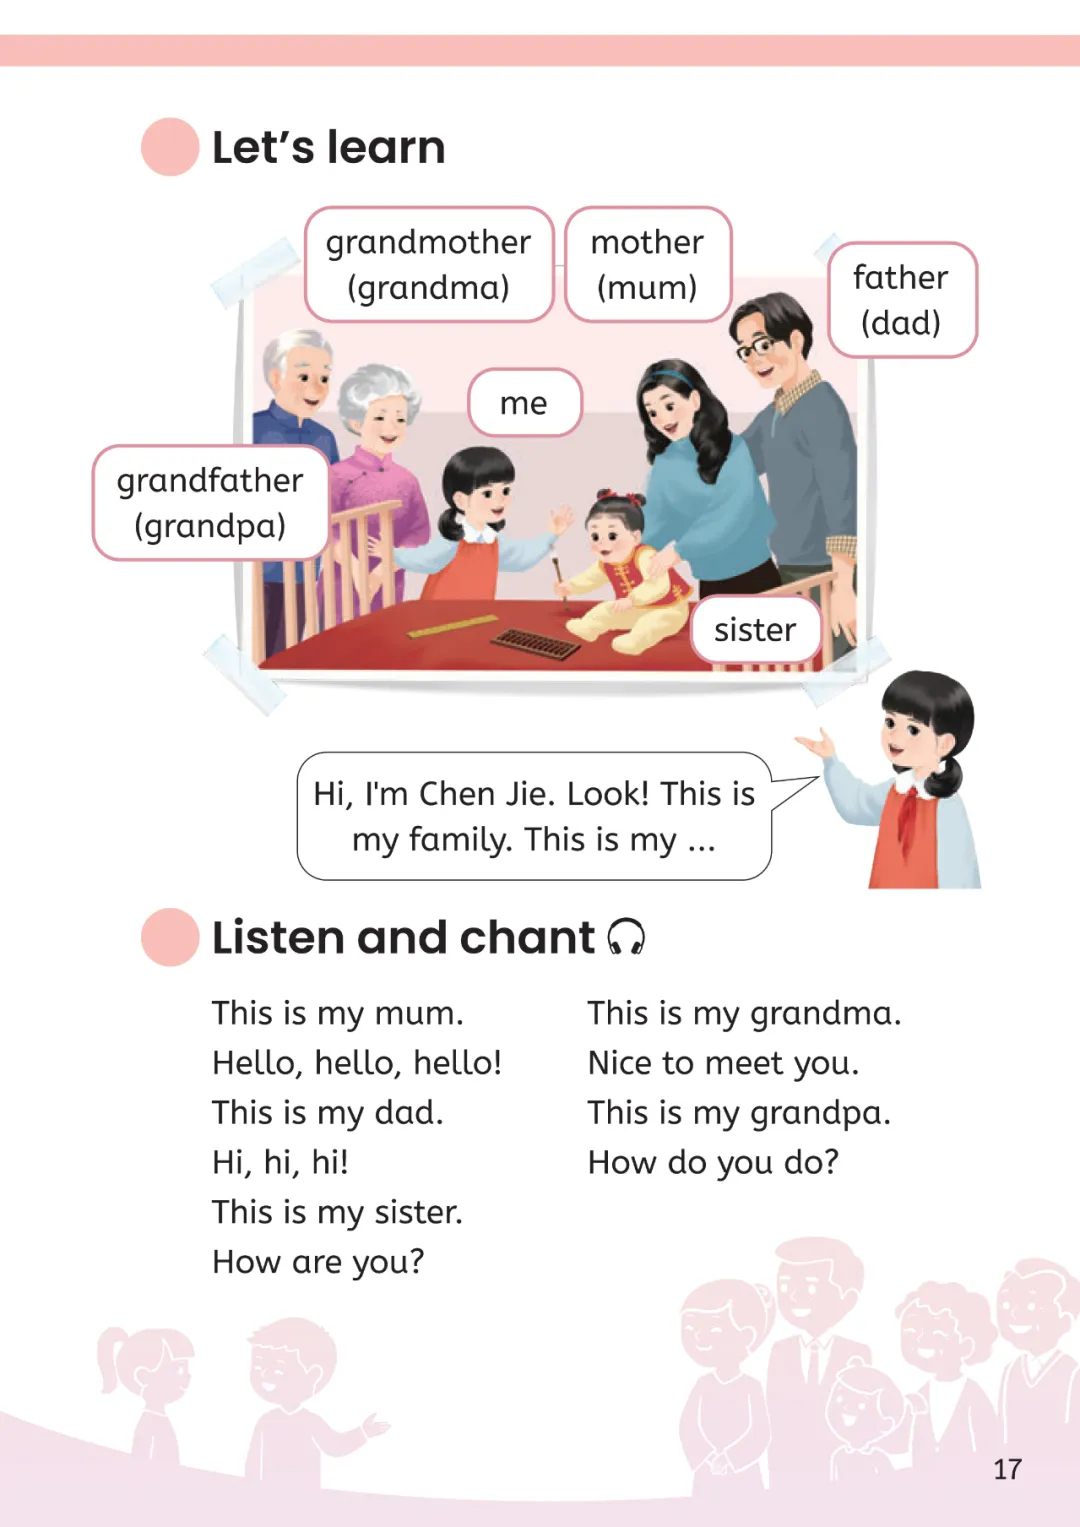 Let's learn
grandmother
(grandma)
mother
(mum)
father
(dad)
me
grandfather
(grandpa)
sister
Hi, I'm Chen Jie. Look! This is
my family. This is my ...
Listen and chant
This is my mum.
Hello, hello, hello!
This is my dad.
Hi, hi, hi!
This is my sister.
How are you?
This is my grandma.
Nice to meet you.
This is my grandpa.
How do you do?
17